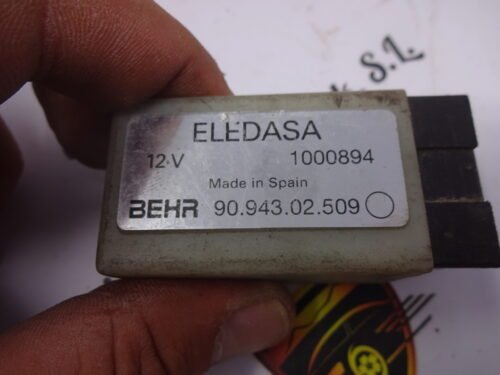 ELEDASA
12·V 1000894
Made in Spain
BEHR 90.943.02.509
S.L.